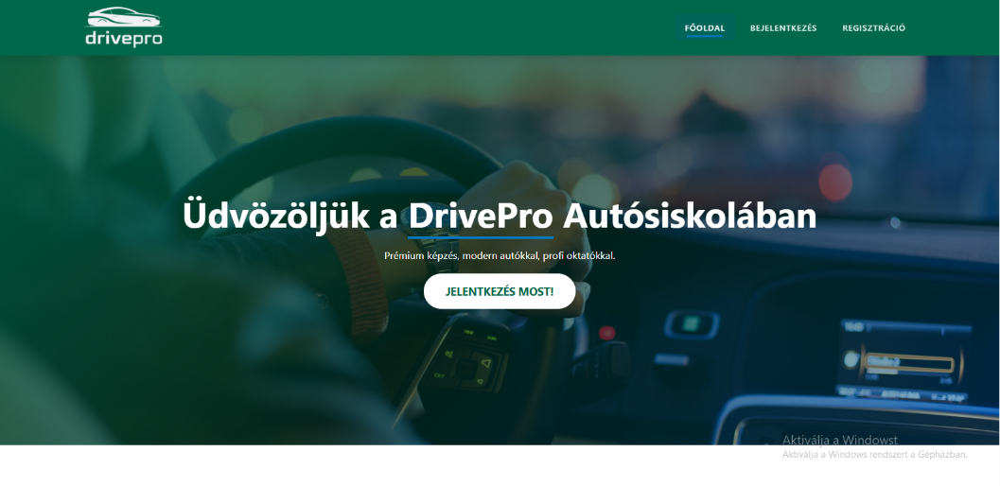 drivepro
FŐOLDAL
BEJELENTKEZÉS
REGISZTRÁCIÓ
Üdvözöljük a DrivePro Autósiskolában
Prémium képzés, modern autókkal, profi oktatókkal.
JELENTKEZÉS MOST!
Aktiválja a Windowst
Aktiválja a Windows rendszert a Gépházban.